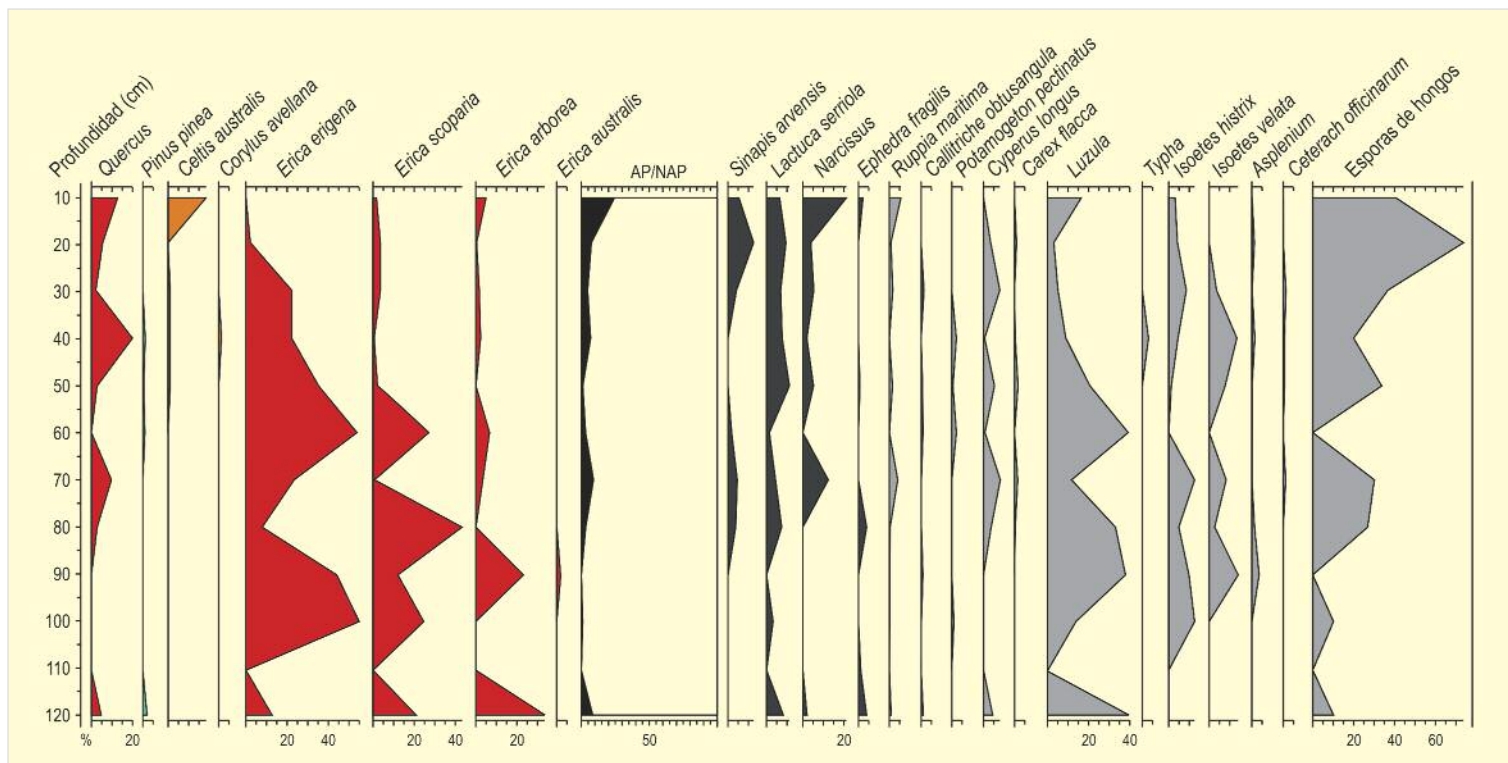 Profundidad (cm)
Quercus
Pinus pinea
Celtis australis
Corylus avellana
Erica erigena
Erica scoparia
Erica arborea
Erica australis
AP/NAP
Sinapis arvensis
Lactuca serriola
Narcissus
Ephedra fragilis
Ruppia maritima
Callitriche obtusangula
Potamogeton pectinatus
Cyperus longus
Carex flacca
Luzula
Typha
Isoetes histrix
Isoetes velata
Asplenium
Ceterach officinarum
Esporas de hongos
10
20
30
40
50
60
70
80
90
100
110
120
% 20 20 40 20 40 20 50 20 20 40 20 40 60